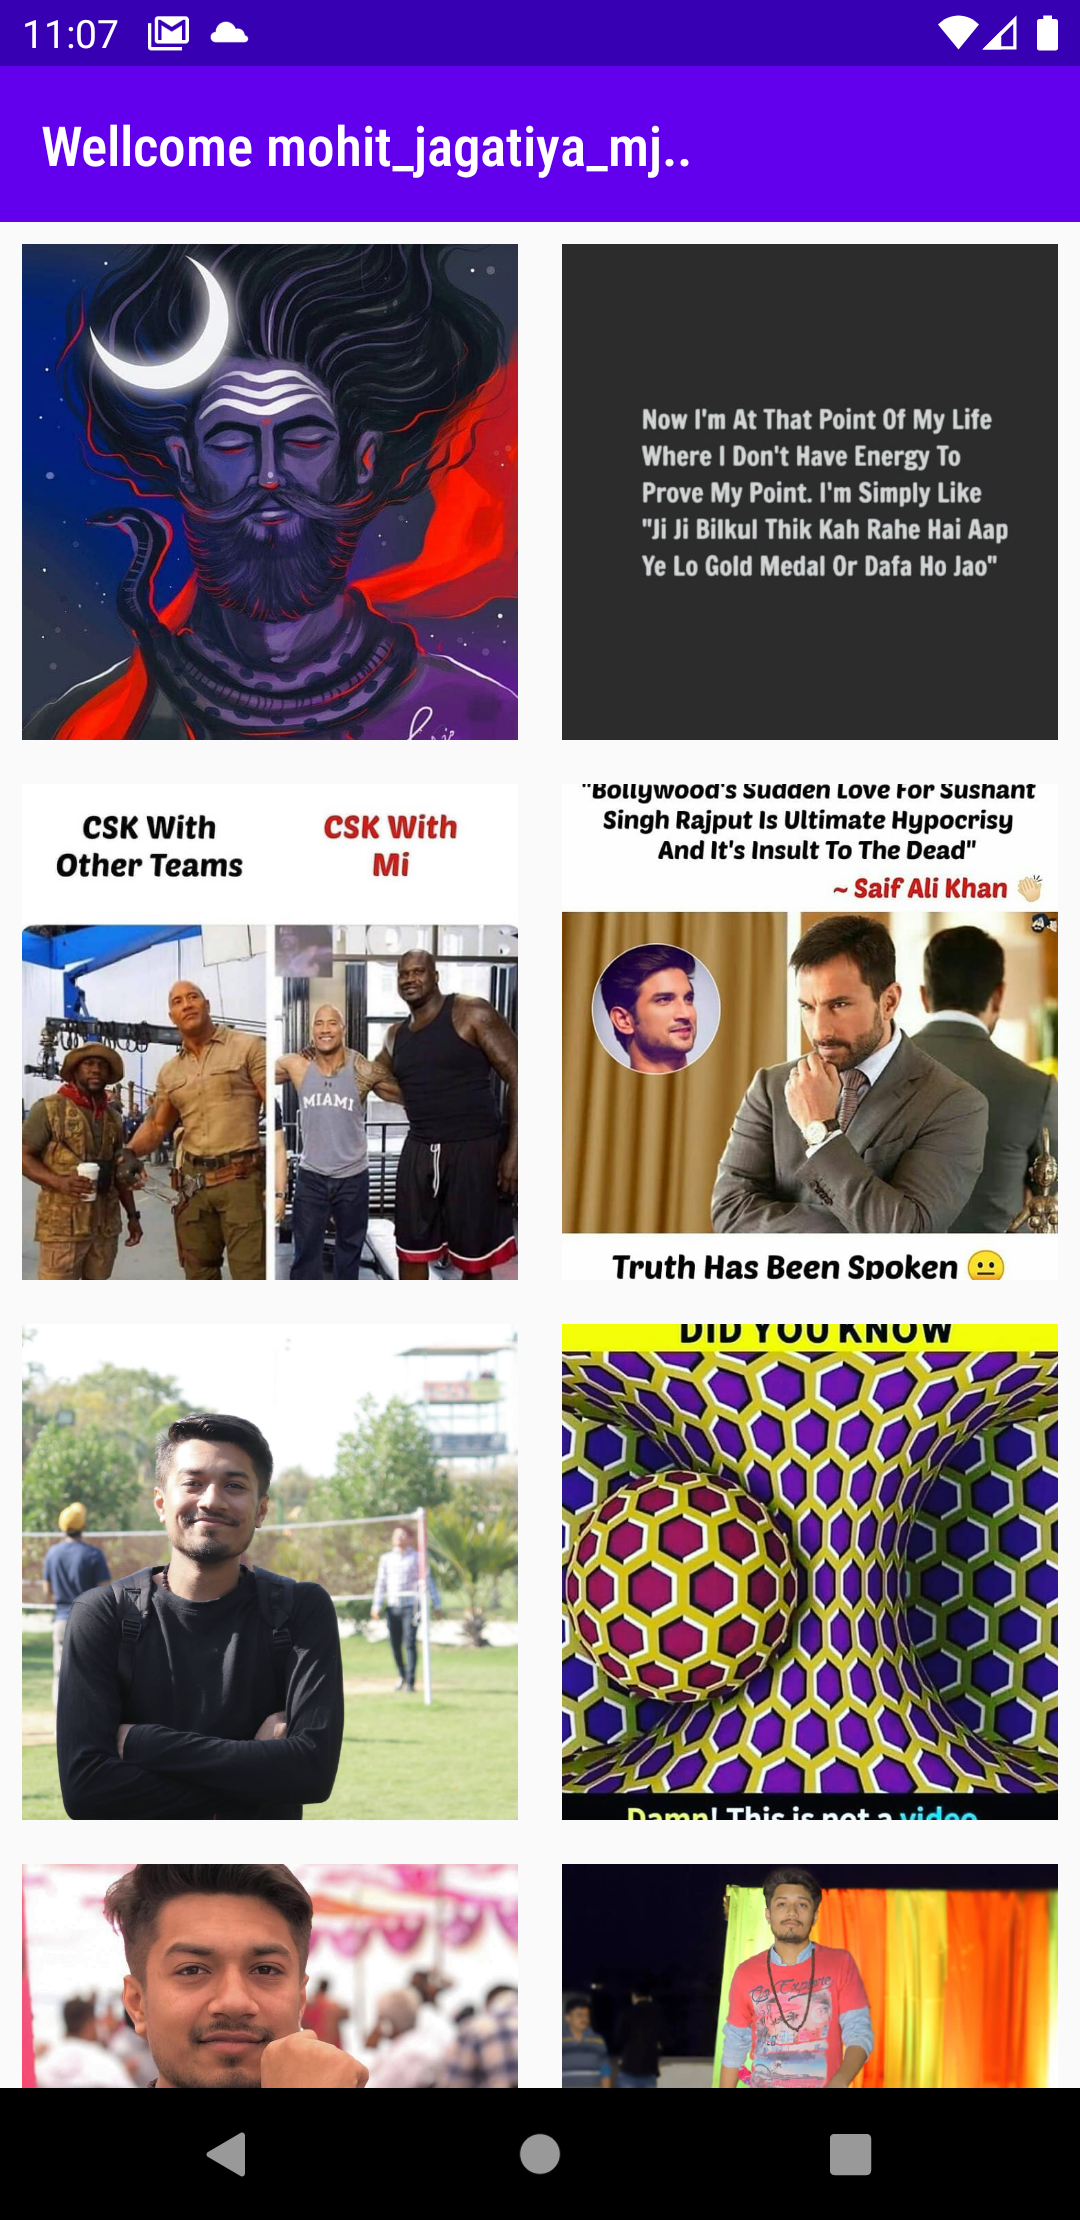 11:07
Wellcome mohit_jagatiya_mj..
Now I'm At That Point Of My Life
Where I Don't Have Energy To
Prove My Point. I'm Simply Like
"Ji Ji Bilkul Thik Kah Rahe Hai Aap
Ye Lo Gold Medal Or Dafa Ho Jao"
CSK With
Other Teams
CSK With
Mi
MIAMI
"Bollywood's Sudden Love For Sushant
Singh Rajput Is Ultimate Hypocrisy
And It's Insult To The Dead"
~ Saif Ali Khan 👏🏻
Truth Has Been Spoken 😐
DID YOU KNOW
Damn! This is not a video
Explore